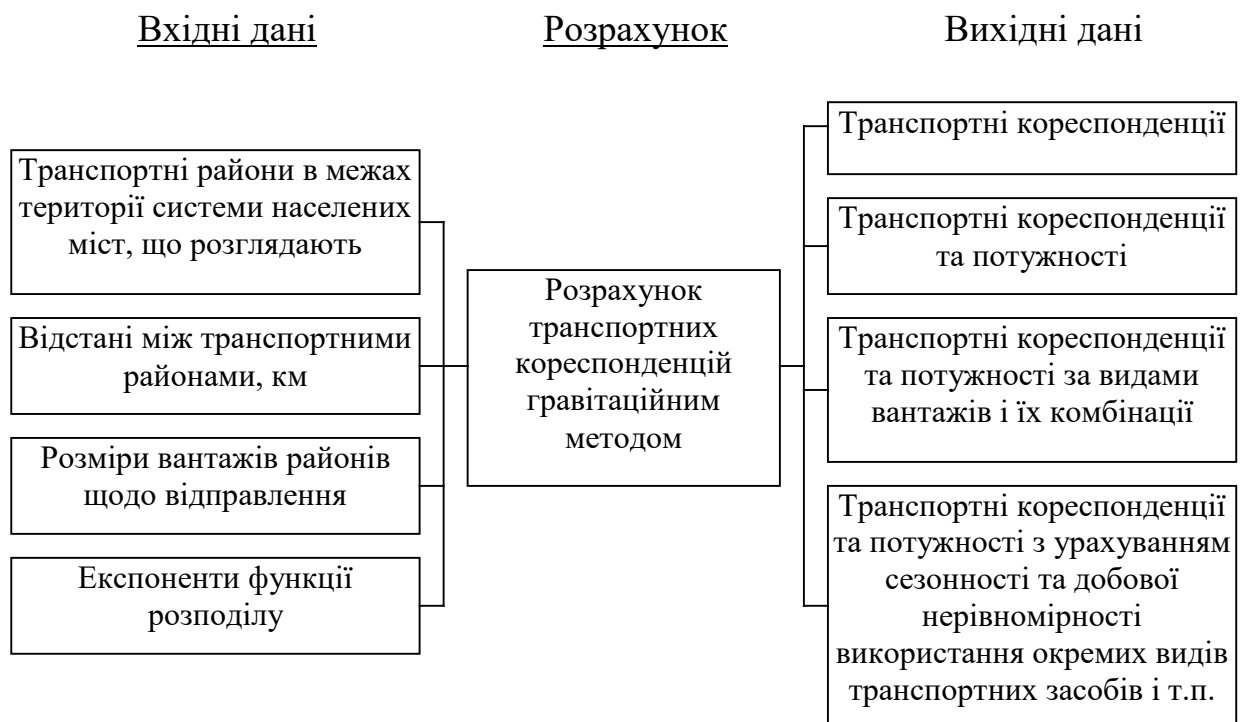 Вхідні дані
Розрахунок
Вихідні дані
Транспортні райони в межах
території системи населених
міст, що розглядають
Відстані між транспортними
районами, км
Розміри вантажів районів
щодо відправлення
Експоненти функції
розподілу
Розрахунок
транспортних
кореспонденцій
гравітаційним
методом
Транспортні кореспонденції
Транспортні кореспонденції
та потужності
Транспортні кореспонденції
та потужності за видами
вантажів і їх комбінації
Транспортні кореспонденції
та потужності з урахуванням
сезонності та добової
нерівномірності
використання окремих видів
транспортних засобів і т.п.